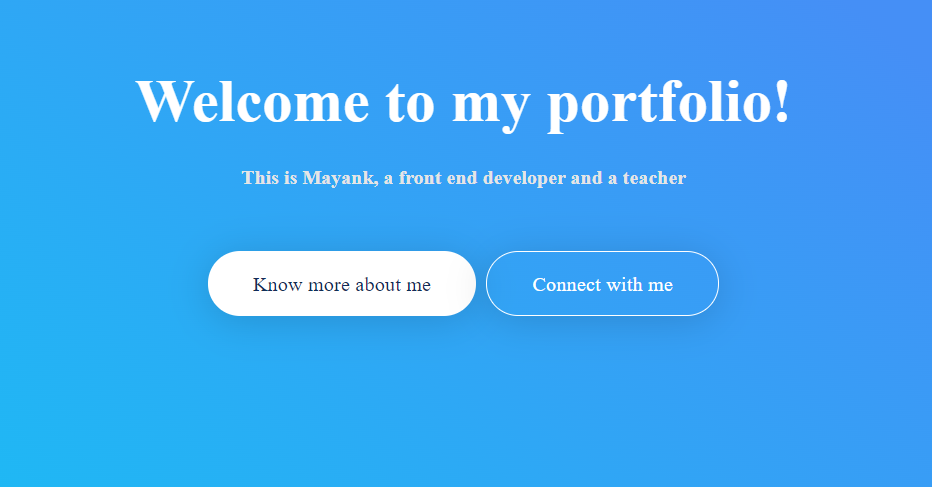 Welcome to my portfolio!
This is Mayank, a front end developer and a teacher
Know more about me
Connect with me